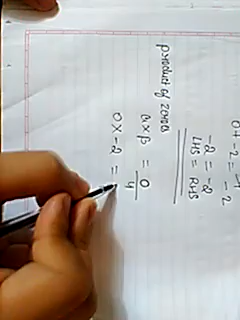 0+ -2 =
-2
-2 = -2
LHS = RHS
product of zeros
α × β = 0/4
0 × -2 =